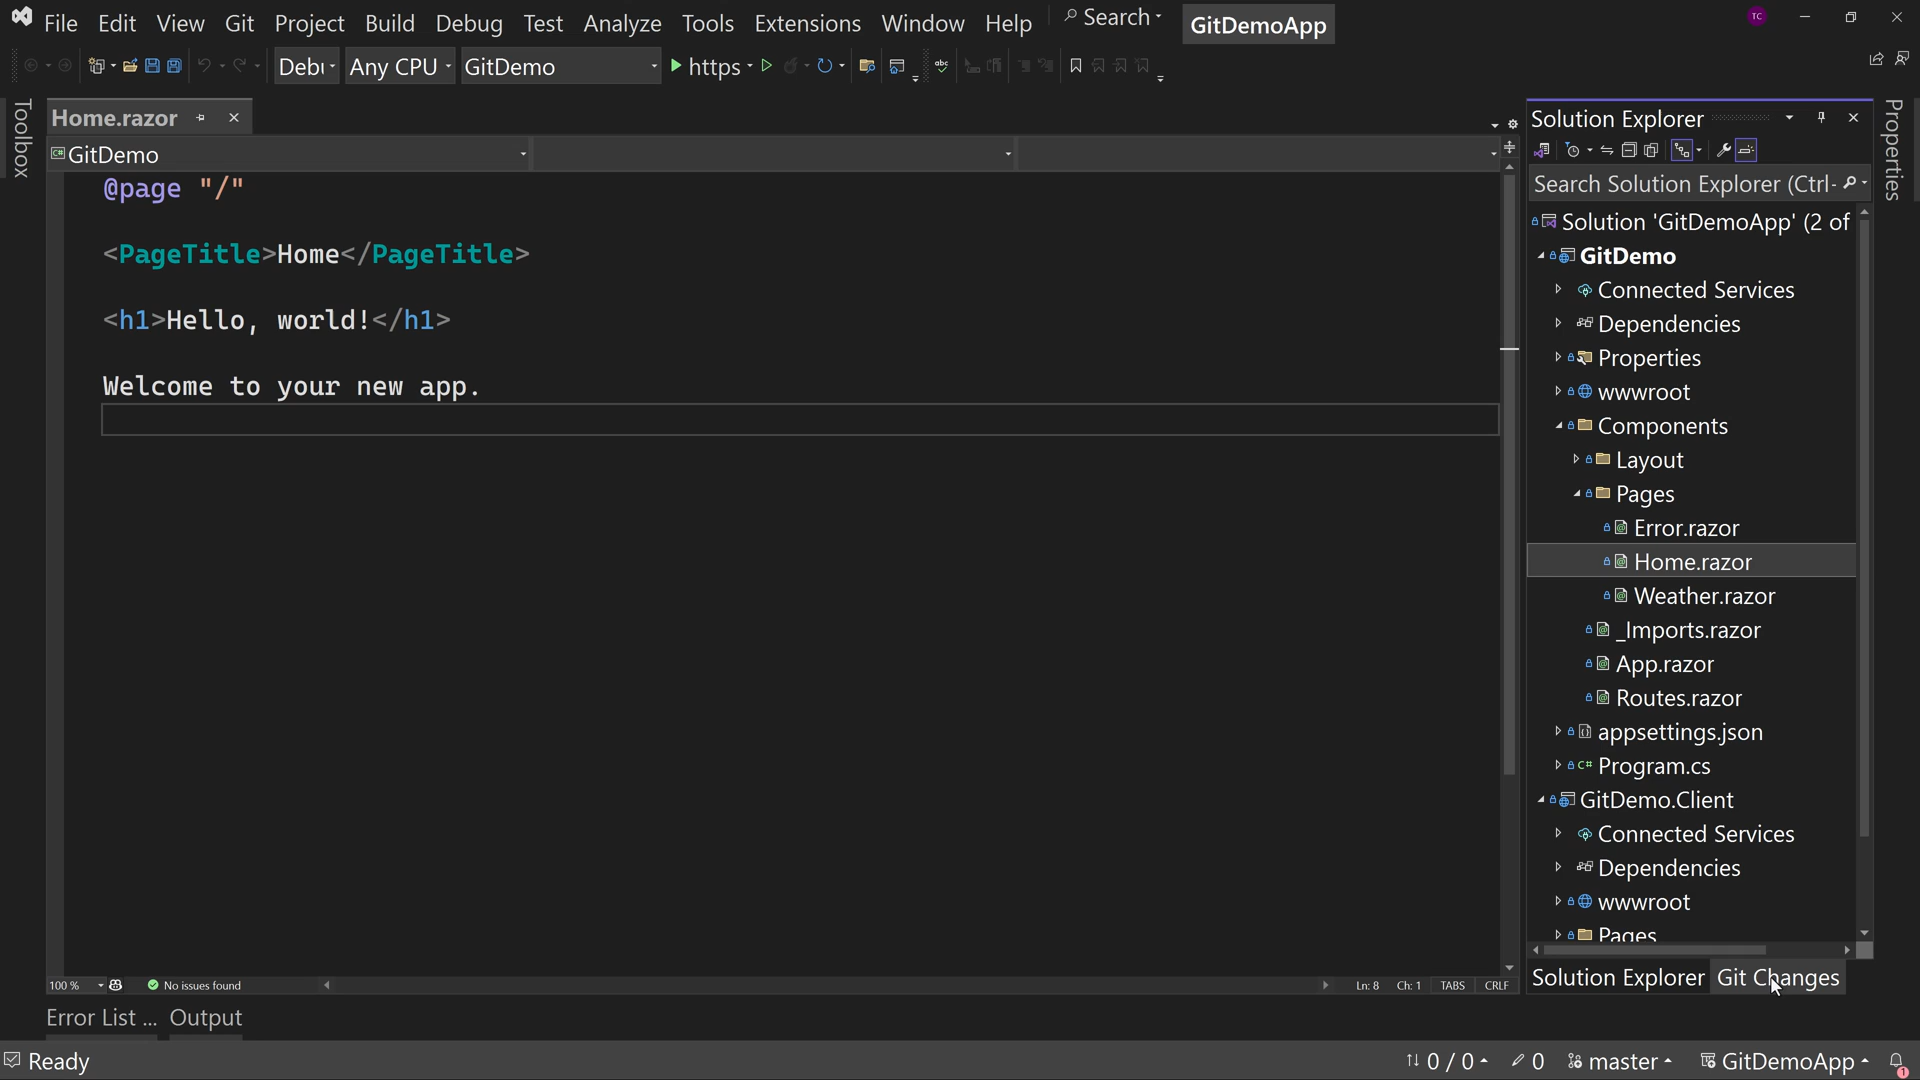 File Edit View Git Project Build Debug Test Analyze Tools Extensions Window Help Search GitDemoApp TC
Debu Any CPU GitDemo https abc
Toolbox
Home.razor
C# GitDemo
@page "/"
<PageTitle>Home</PageTitle>
<h1>Hello, world!</h1>
Welcome to your new app.
100 % No issues found Ln: 8 Ch: 1 TABS CRLF
Solution Explorer
Search Solution Explorer (Ctrl-
Solution 'GitDemoApp' (2 of
GitDemo
Connected Services
Dependencies
Properties
wwwroot
Components
Layout
Pages
Error.razor
Home.razor
Weather.razor
_Imports.razor
App.razor
Routes.razor
appsettings.json
C# Program.cs
GitDemo.Client
Connected Services
Dependencies
wwwroot
Pages
Solution Explorer Git Changes
Properties
Error List ... Output
Ready 0 / 0 0 master GitDemoApp 1